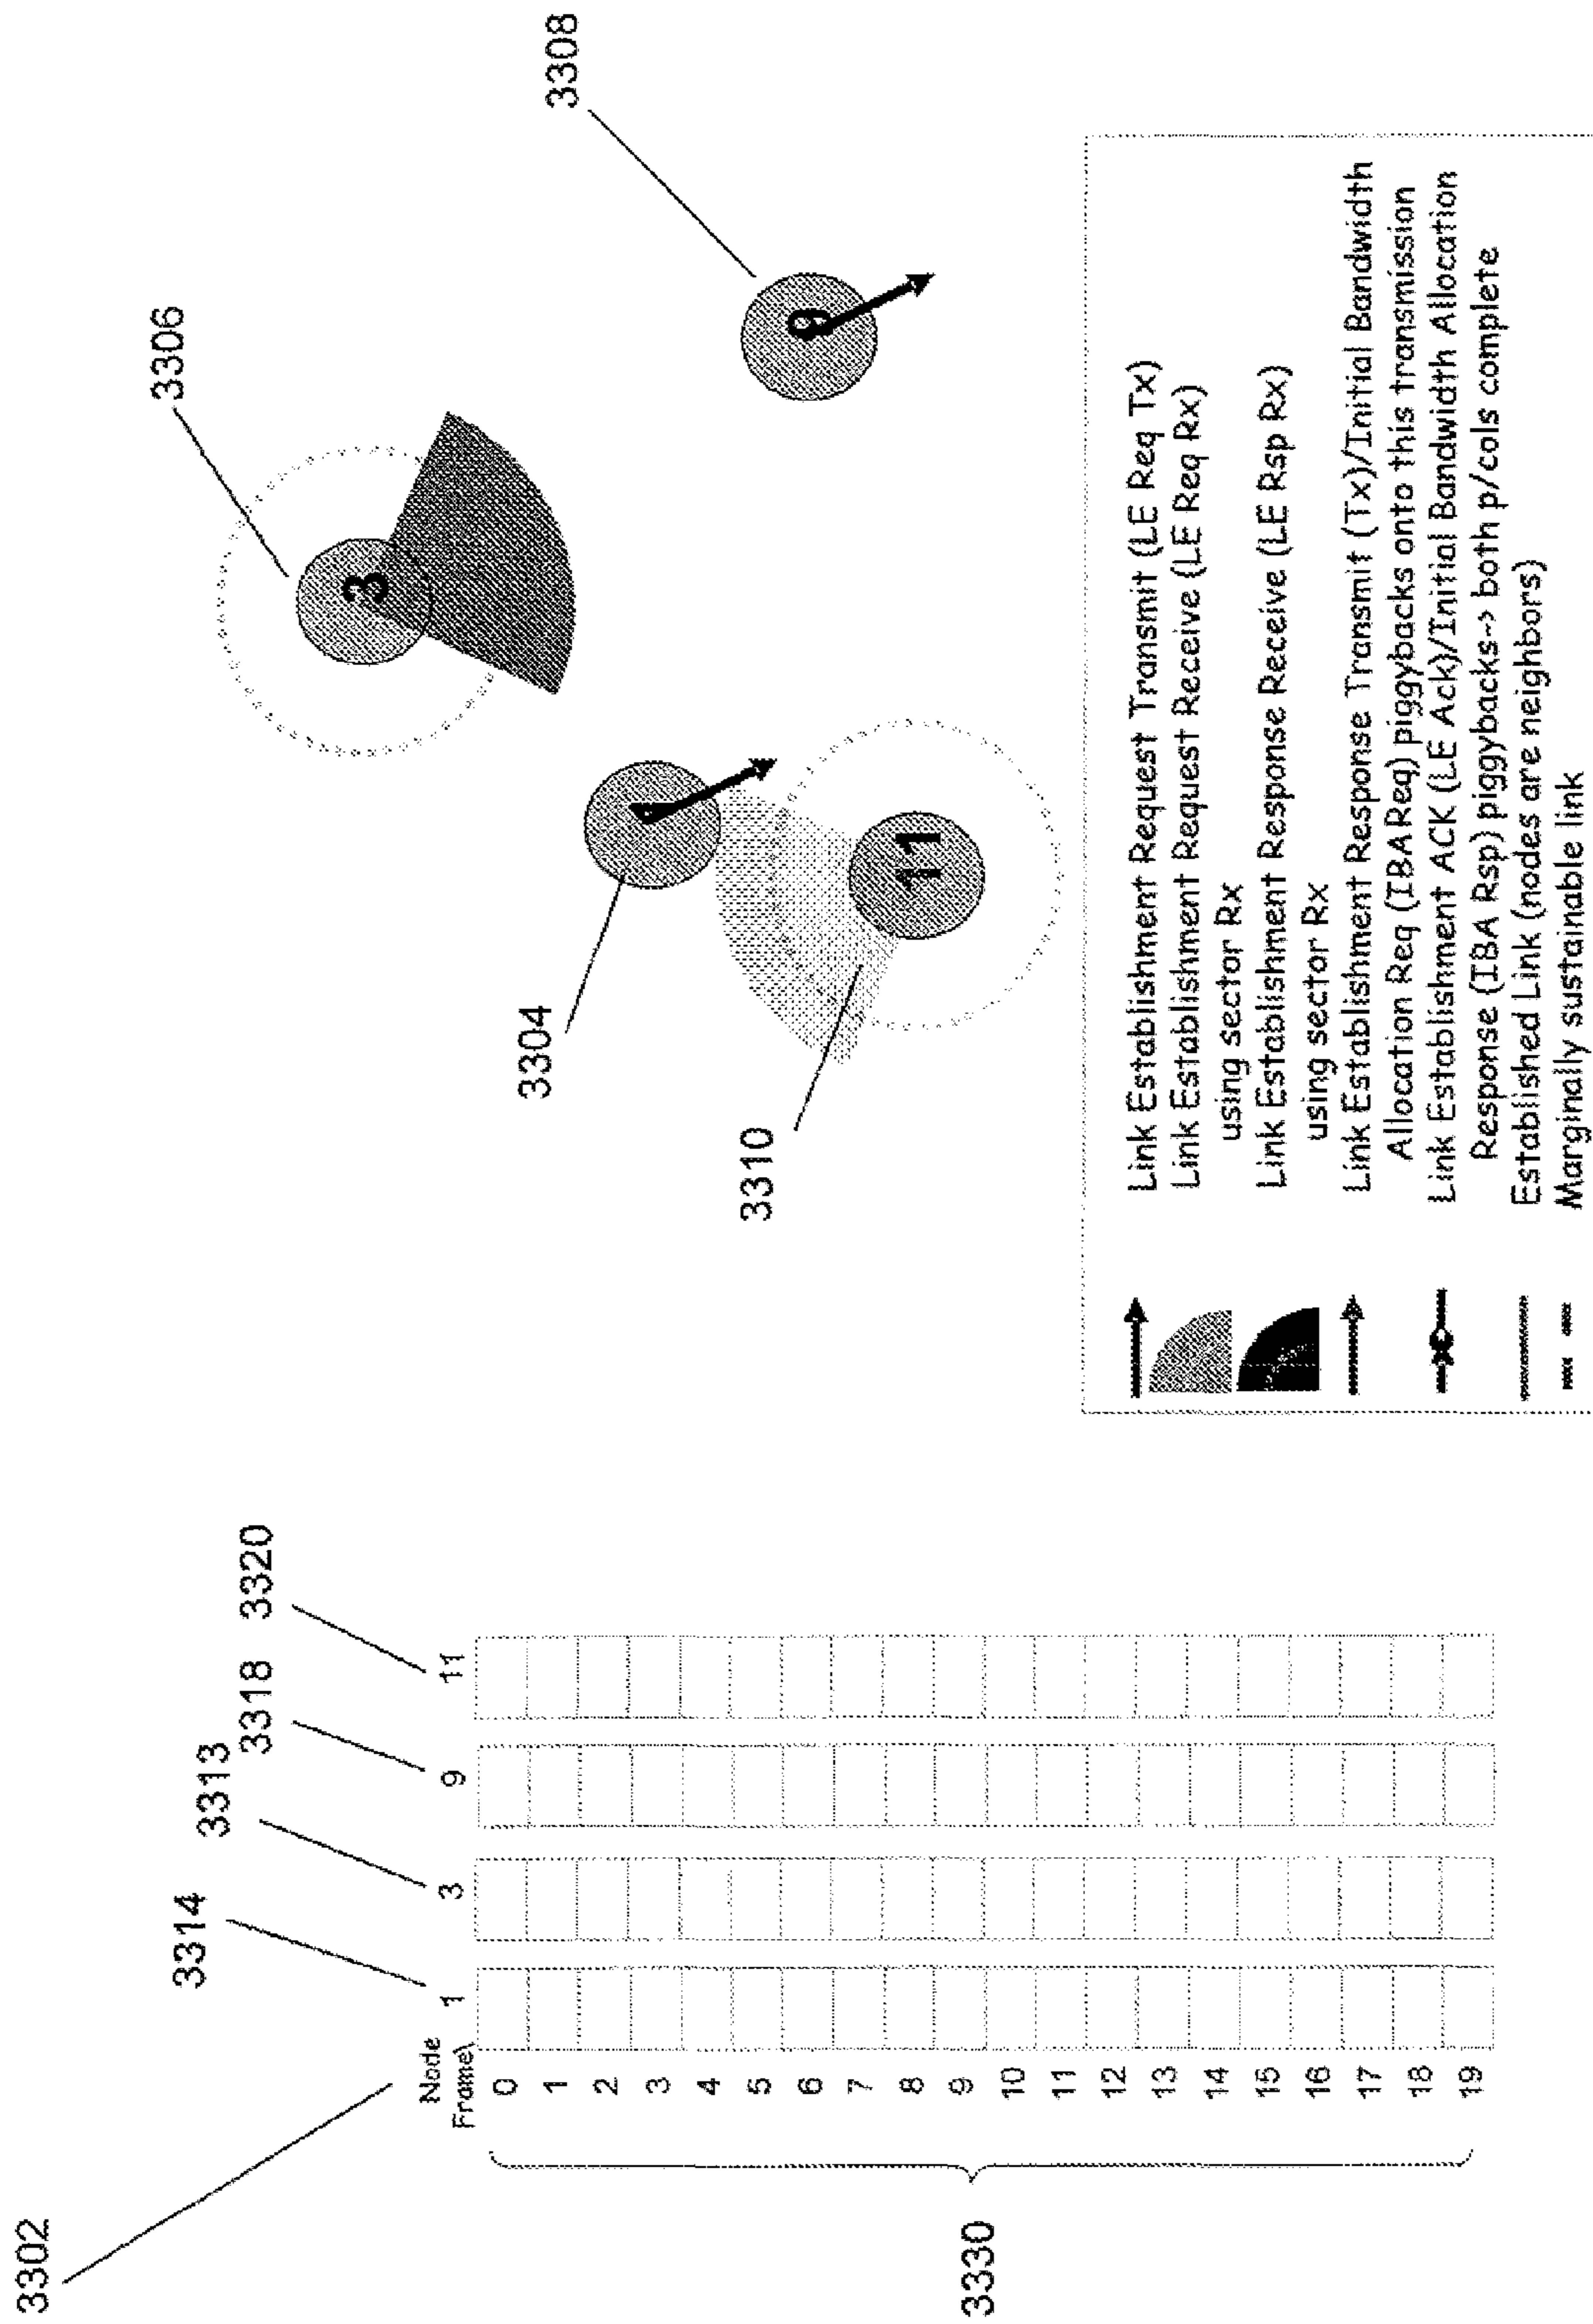 3302
3314
3313
3318
3320
Node
Frame\
1
3
9
11
0
1
2
3
4
5
6
7
8
9
10
11
12
13
14
15
16
17
18
19
3330
3304
3306
3308
3310
1
3
9
11
Link Establishment Request Transmit (LE Req Tx)
Link Establishment Request Receive (LE Req Rx)
using sector Rx
Link Establishment Response Receive (LE Rsp Rx)
using sector Rx
Link Establishment Response Transmit (Tx)/Initial Bandwidth
Allocation Req (IBA Req) piggybacks onto this transmission
Link Establishment ACK (LE Ack)/Initial Bandwidth Allocation
Response (IBA Rsp) piggybacks--> both p/cols complete
Established Link (nodes are neighbors)
Marginally sustainable link